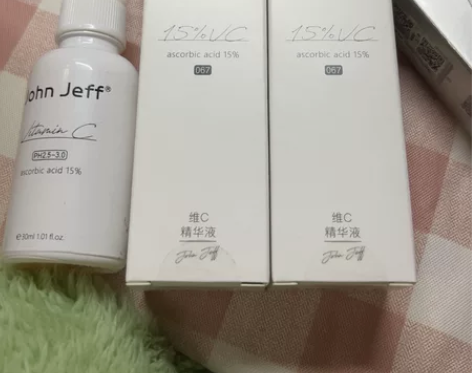 John Jeff®
Vitamin C
PH2.5~3.0
ascorbic acid 15%
℮30ml 1.01 fl.oz.
15%VC
ascorbic acid 15%
067
维C
精华液
John Jeff
15%VC
ascorbic acid 15%
067
维C
精华液
John Jeff